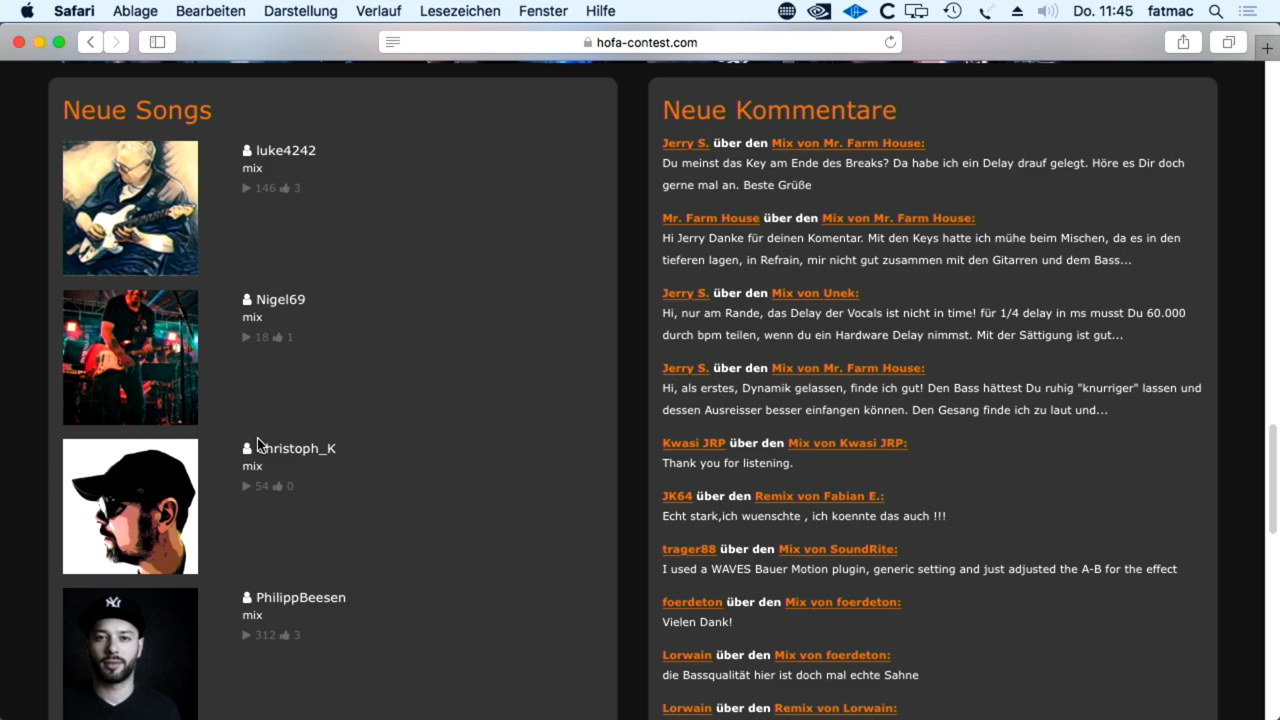 Safari Ablage Bearbeiten Darstellung Verlauf Lesezeichen Fenster Hilfe Do. 11:45 fatmac
hofa-contest.com
Neue Songs
luke4242
mix
146 3
Nigel69
mix
18 1
Christoph_K
mix
54 0
PhilippBeesen
mix
312 3
Neue Kommentare
Jerry S. über den Mix von Mr. Farm House:
Du meinst das Key am Ende des Breaks? Da habe ich ein Delay drauf gelegt. Höre es Dir doch
gerne mal an. Beste Grüße
Mr. Farm House über den Mix von Mr. Farm House:
Hi Jerry Danke für deinen Komentar. Mit den Keys hatte ich mühe beim Mischen, da es in den
tieferen lagen, in Refrain, mir nicht gut zusammen mit den Gitarren und dem Bass...
Jerry S. über den Mix von Unek:
Hi, nur am Rande, das Delay der Vocals ist nicht in time! für 1/4 delay in ms musst Du 60.000
durch bpm teilen, wenn du ein Hardware Delay nimmst. Mit der Sättigung ist gut...
Jerry S. über den Mix von Mr. Farm House:
Hi, als erstes, Dynamik gelassen, finde ich gut! Den Bass hättest Du ruhig "knurriger" lassen und
dessen Ausreisser besser einfangen können. Den Gesang finde ich zu laut und...
Kwasi JRP über den Mix von Kwasi JRP:
Thank you for listening.
JK64 über den Remix von Fabian E.:
Echt stark,ich wuenschte , ich koennte das auch !!!
trager88 über den Mix von SoundRite:
I used a WAVES Bauer Motion plugin, generic setting and just adjusted the A-B for the effect
foerdeton über den Mix von foerdeton:
Vielen Dank!
Lorwain über den Mix von foerdeton:
die Bassqualität hier ist doch mal echte Sahne
Lorwain über den Remix von Lorwain: